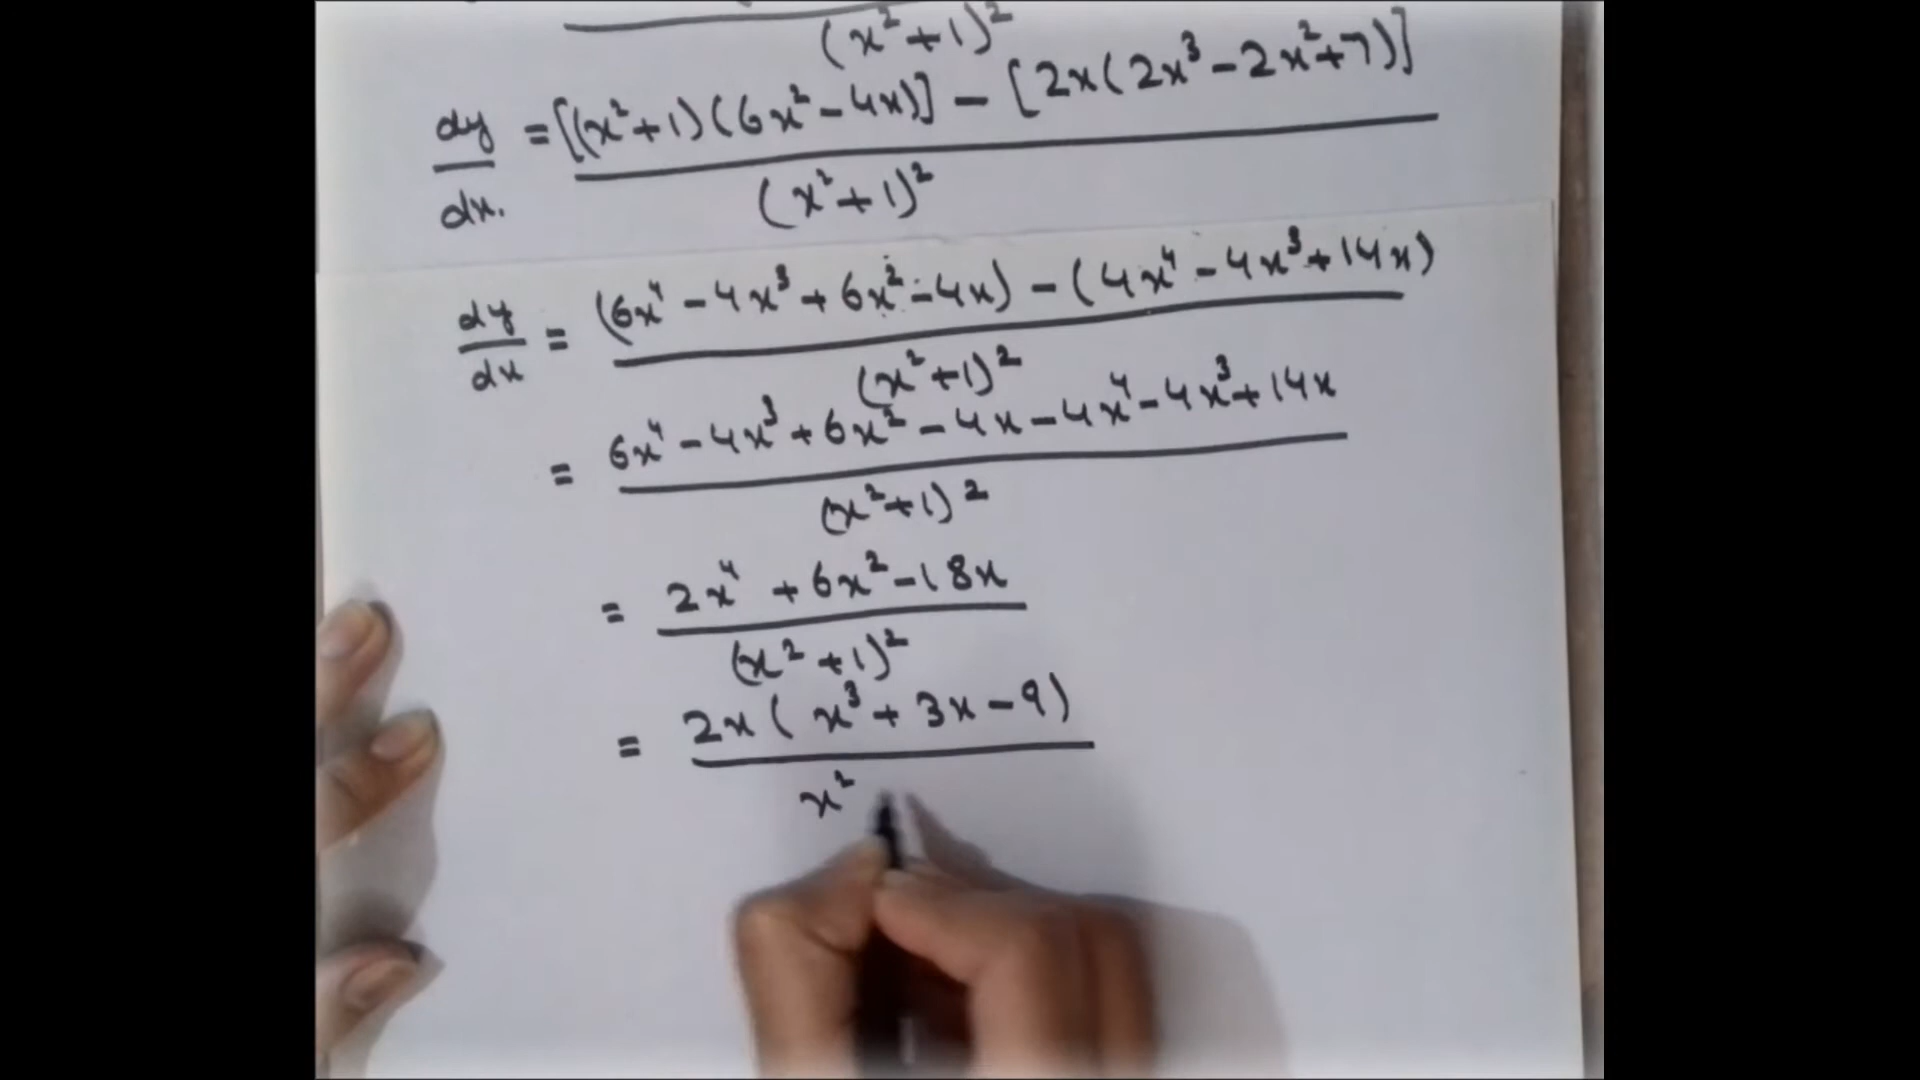 (x²+1)²
dy/dx. = [(x²+1)(6x²-4x)] - [2x(2x³-2x²+7)]
(x²+1)²
dy/dx = (6x⁴-4x³+6x²-4x) - (4x⁴-4x³+14x)
(x²+1)²
= 6x⁴-4x³+6x²-4x-4x⁴-4x³+14x
(x²+1)²
= 2x⁴+6x²-18x
(x²+1)²
= 2x(x³+3x-9)
x²